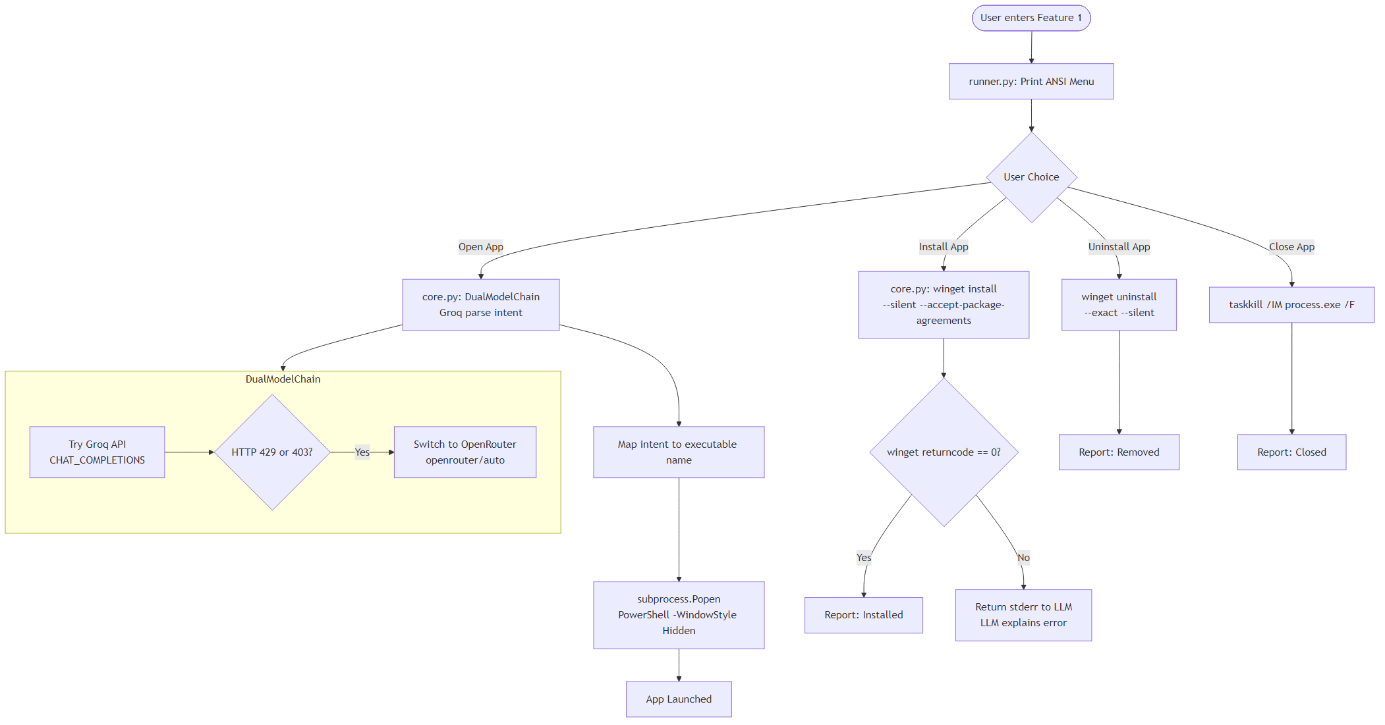 User enters Feature 1
runner.py: Print ANSI Menu
User Choice
Open App
Install App
Uninstall App
Close App
core.py: DualModelChain
Groq parse intent
core.py: winget install
--silent --accept-package-
agreements
winget uninstall
--exact --silent
taskkill /IM process.exe /F
DualModelChain
Try Groq API
CHAT_COMPLETIONS
HTTP 429 or 403?
Yes
Switch to OpenRouter
openrouter/auto
Map intent to executable
name
winget returncode == 0?
Report: Removed
Report: Closed
Yes
No
subprocess.Popen
PowerShell -WindowStyle
Hidden
Report: Installed
Return stderr to LLM
LLM explains error
App Launched